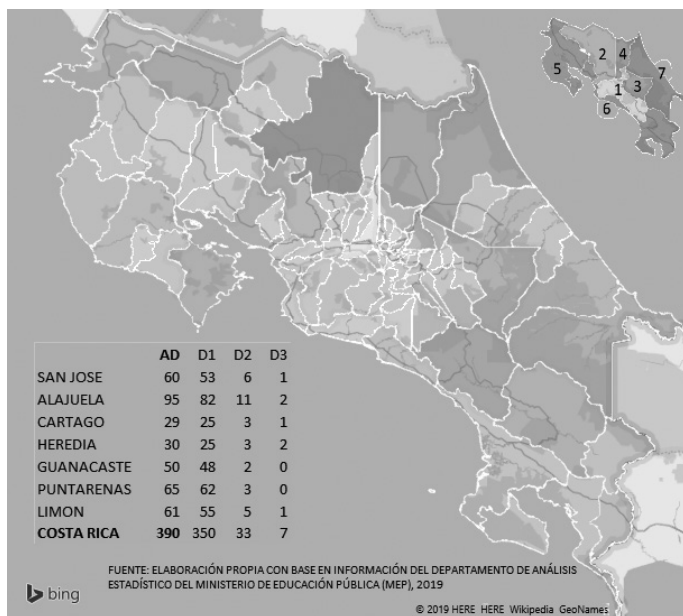 2 4
5 7
1 3
6
AD D1 D2 D3
SAN JOSE 60 53 6 1
ALAJUELA 95 82 11 2
CARTAGO 29 25 3 1
HEREDIA 30 25 3 2
GUANACASTE 50 48 2 0
PUNTARENAS 65 62 3 0
LIMON 61 55 5 1
COSTA RICA 390 350 33 7
FUENTE: ELABORACIÓN PROPIA CON BASE EN INFORMACIÓN DEL DEPARTAMENTO DE ANÁLISIS
ESTADÍSTICO DEL MINISTERIO DE EDUCACIÓN PÚBLICA (MEP), 2019
bing
© 2019 HERE HERE Wikipedia GeoNames